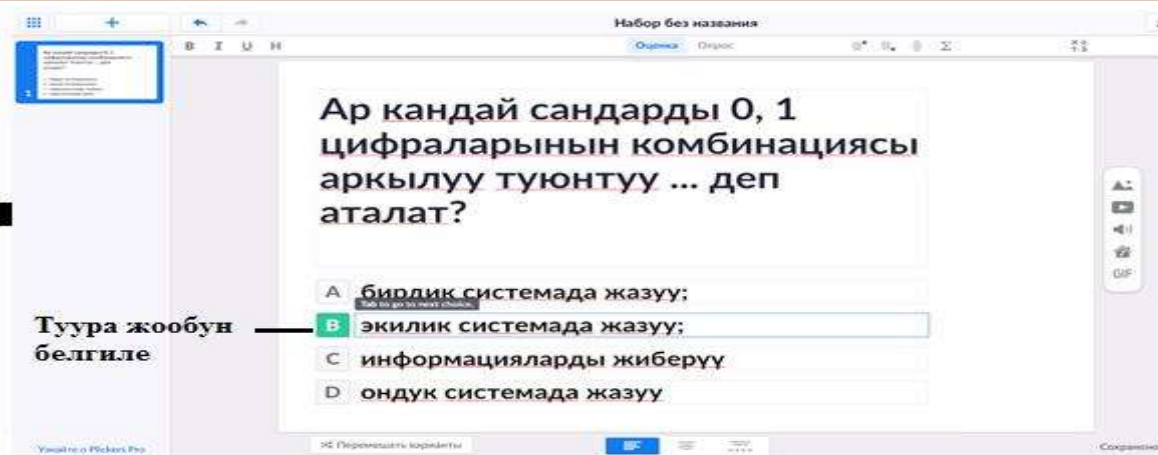 Набор без названия
B I U H
Оценка Опрос
Ар кандай сандарды 0, 1
цифраларынын комбинациясы
аркылуу туюнтуу ... деп
аталат?
A бирдик системада жазуу;
Tab to go to next choice.
B экилик системада жазуу;
C информацияларды жиберүү
D ондук системада жазуу
Туура жообун
белгиле
GIF
1
Узнайте о Plickers Pro
Перемешать варианты
Сохранено